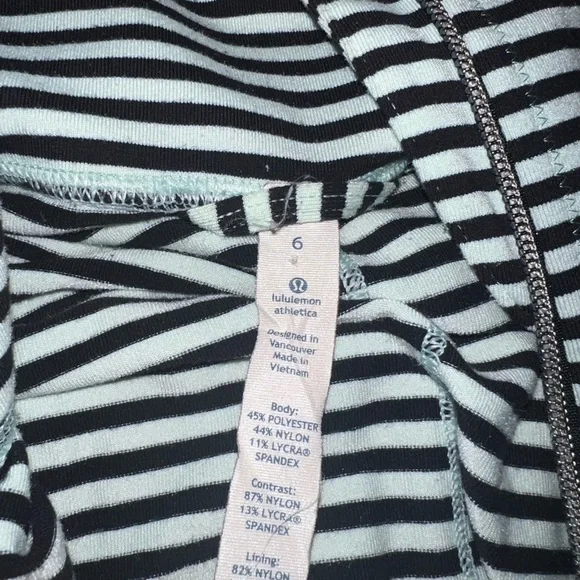 6
lululemon
athletica
Designed in
Vancouver
Made in
Vietnam
Body:
45% POLYESTER
44% NYLON
11% LYCRA®
SPANDEX
Contrast:
87% NYLON
13% LYCRA®
SPANDEX
Lining:
82% NYLON